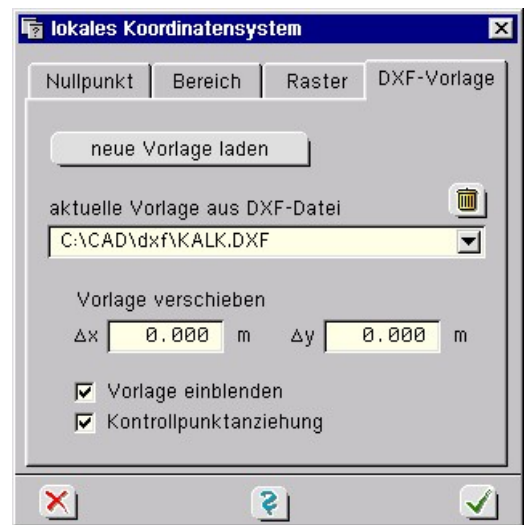 lokales Koordinatensystem
Nullpunkt Bereich Raster DXF-Vorlage
neue Vorlage laden
aktuelle Vorlage aus DXF-Datei
C:\CAD\dxf\KALK.DXF
Vorlage verschieben
Δx 0.000 m Δy 0.000 m
Vorlage einblenden
Kontrollpunktanziehung